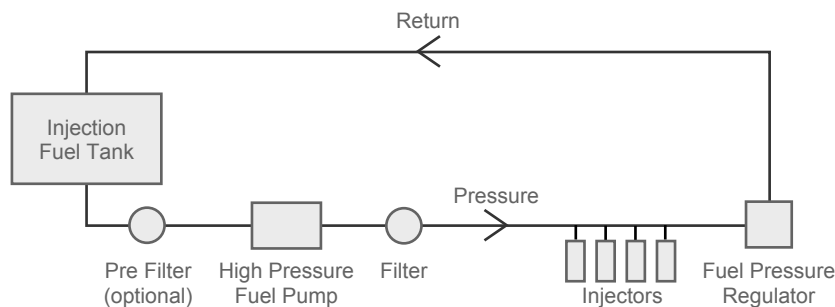 Return
Injection
Fuel Tank
Pressure
Pre Filter
(optional)
High Pressure
Fuel Pump
Filter
Injectors
Fuel Pressure
Regulator